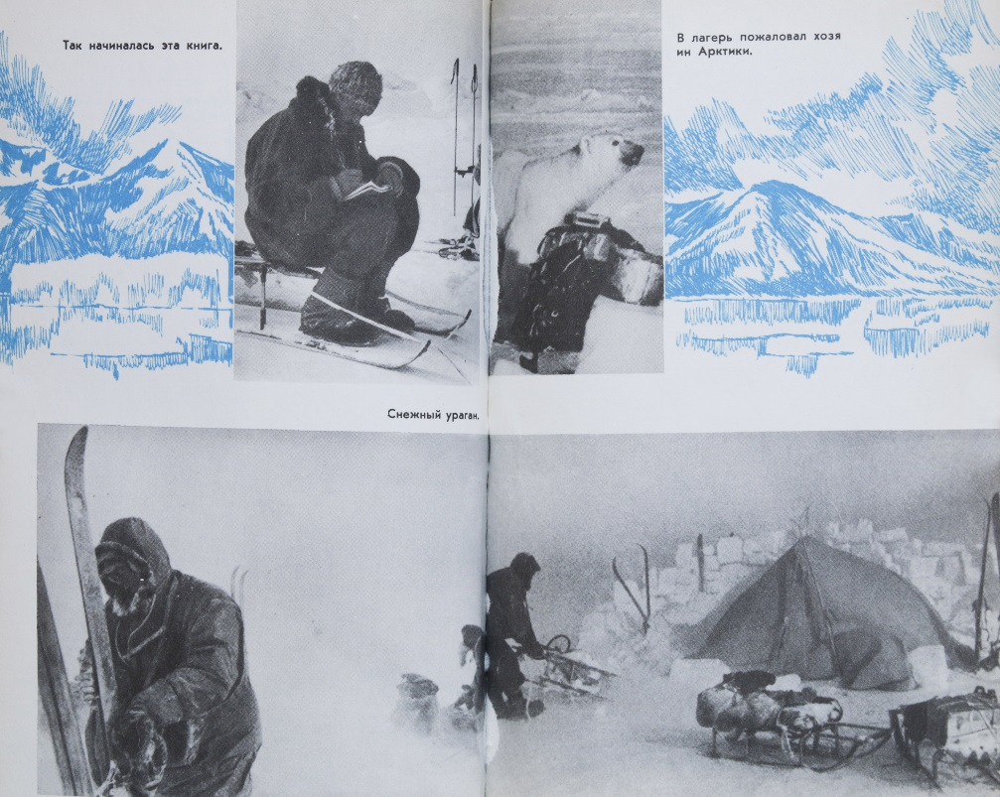 Так начиналась эта книга.
В лагерь пожаловал хозя
ин Арктики.
Снежный ураган.